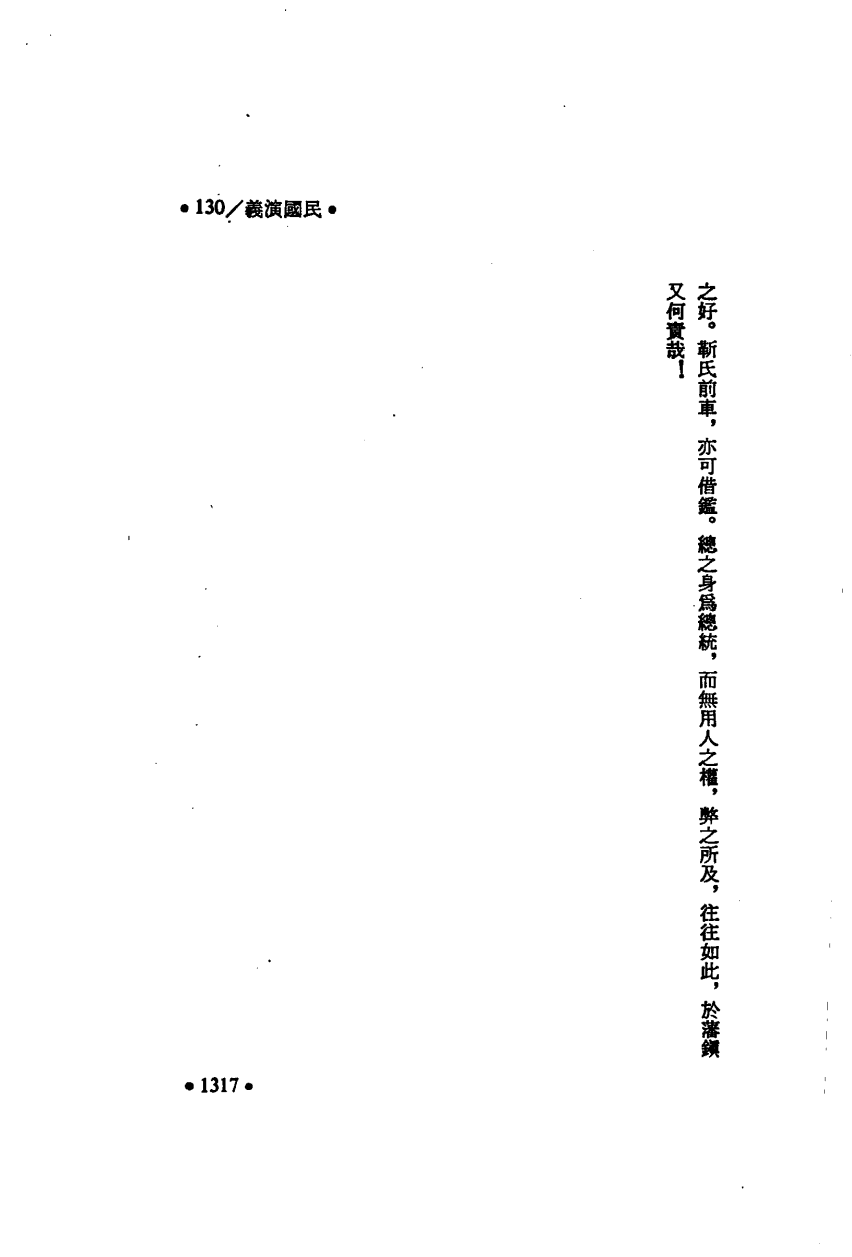 •130／義演國民•
之好。靳氏前車，亦可借鑑。總之身爲總統，而無用人之權，弊之所及，往往如此，於藩鎭
又何責哉！
•1317•